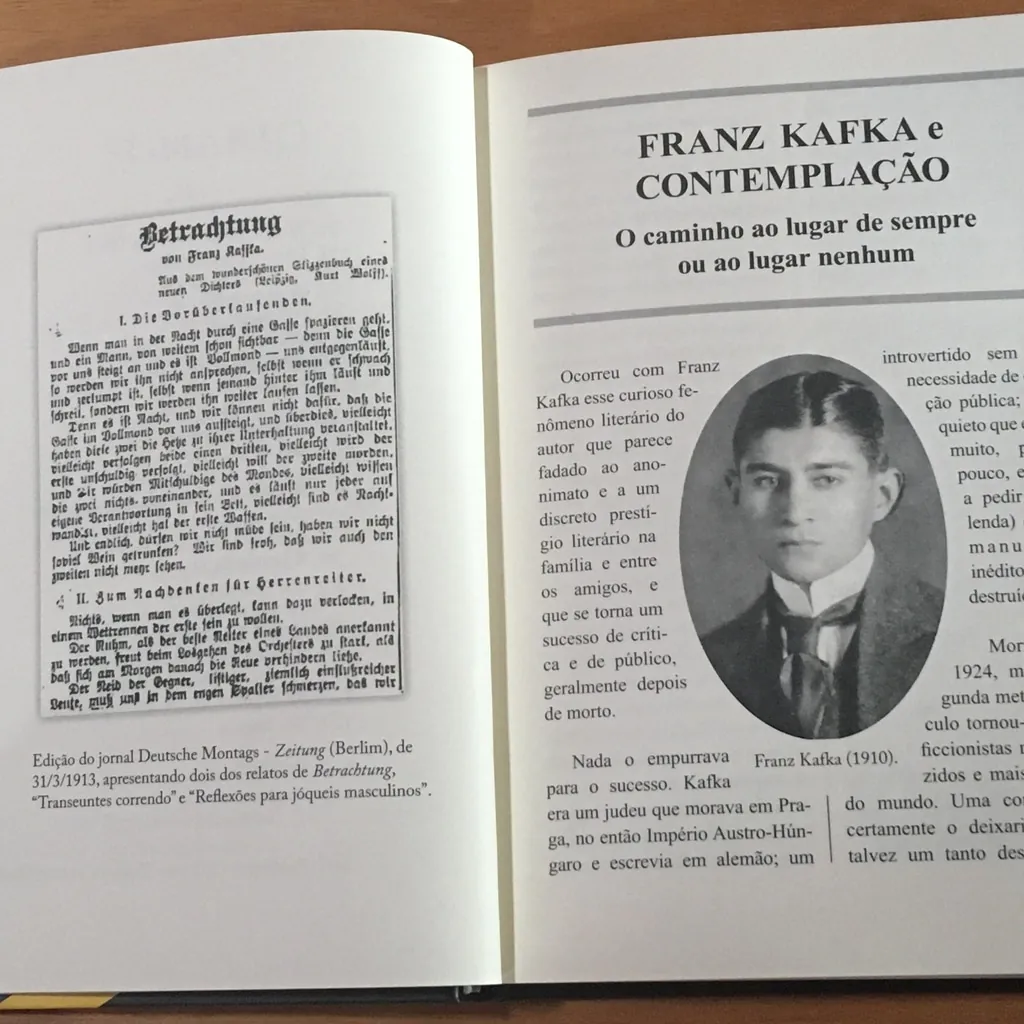 Betrachtung
von Franz Kafka.
Aus dem wunderschönen Skizzenbuch eines
neuen Dichters (Leipzig, Kurt Wolff).
I. Die Vorüberlaufenden.
Wenn man in der Nacht durch eine Gasse spazieren geht,
und ein Mann, von weitem schon sichtbar — denn die Gasse
vor uns steigt an und es ist Vollmond — uns entgegenläuft,
so werden wir ihn nicht anpacken, selbst wenn er schwach
und zerlumpt ist, selbst wenn jemand hinter ihm läuft und
schreit, sondern wir werden ihn weiter laufen lassen.
Denn es ist Nacht, und wir können nicht dafür, daß die
Gasse im Vollmond vor uns aufsteigt, und überdies, vielleicht
haben diese zwei die Hetze zu ihrer Unterhaltung veranstaltet,
vielleicht verfolgen beide einen dritten, vielleicht wird der
erste unschuldig verfolgt, vielleicht will der zweite morden,
und wir würden Mitschuldige des Mordes, vielleicht wissen
die zwei nichts voneinander, und es läuft nur jeder auf
eigene Verantwortung in sein Bett, vielleicht sind es Nacht-
wandler, vielleicht hat der erste Waffen.
Und endlich, dürfen wir nicht müde sein, haben wir nicht
soviel Wein getrunken? Wir sind froh, daß wir auch den
zweiten nicht mehr sehen.
II. Zum Nachdenken für Herrenreiter.
Nichts, wenn man es überlegt, kann dazu verlocken, in
einem Wettrennen der erste sein zu wollen.
Der Ruhm, als der beste Reiter eines Landes anerkannt
zu werden, freut beim Losgehen des Orchesters zu stark, als
daß sich am Morgen danach die Reue verhindern ließe.
Der Neid der Gegner, listiger, ziemlich einflußreicher
Leute, muß uns in dem engen Spalier schmerzen, das wir
Edição do jornal Deutsche Montags - Zeitung (Berlim), de
31/3/1913, apresentando dois dos relatos de Betrachtung,
“Transeuntes correndo” e “Reflexões para jóqueis masculinos”.
FRANZ KAFKA e
CONTEMPLAÇÃO
O caminho ao lugar de sempre
ou ao lugar nenhum
Ocorreu com Franz
Kafka esse curioso fe-
nômeno literário do
autor que parece
fadado ao ano-
nimato e a um
discreto prestí-
gio literário na
família e entre
os amigos, e
que se torna um
sucesso de críti-
ca e de público,
geralmente depois
de morto.
Nada o empurrava
para o sucesso. Kafka
era um judeu que morava em Pra-
ga, no então Império Austro-Hún-
garo e escrevia em alemão; um
Franz Kafka (1910).
introvertido sem
necessidade de
ção pública;
quieto que
muito,
pouco, e
a pedir
lenda)
manu
inédito
destruí
Mor
1924, m
gunda met
culo tornou-
ficcionistas
zidos e mais
do mundo. Uma
certamente o deixari
talvez um tanto des